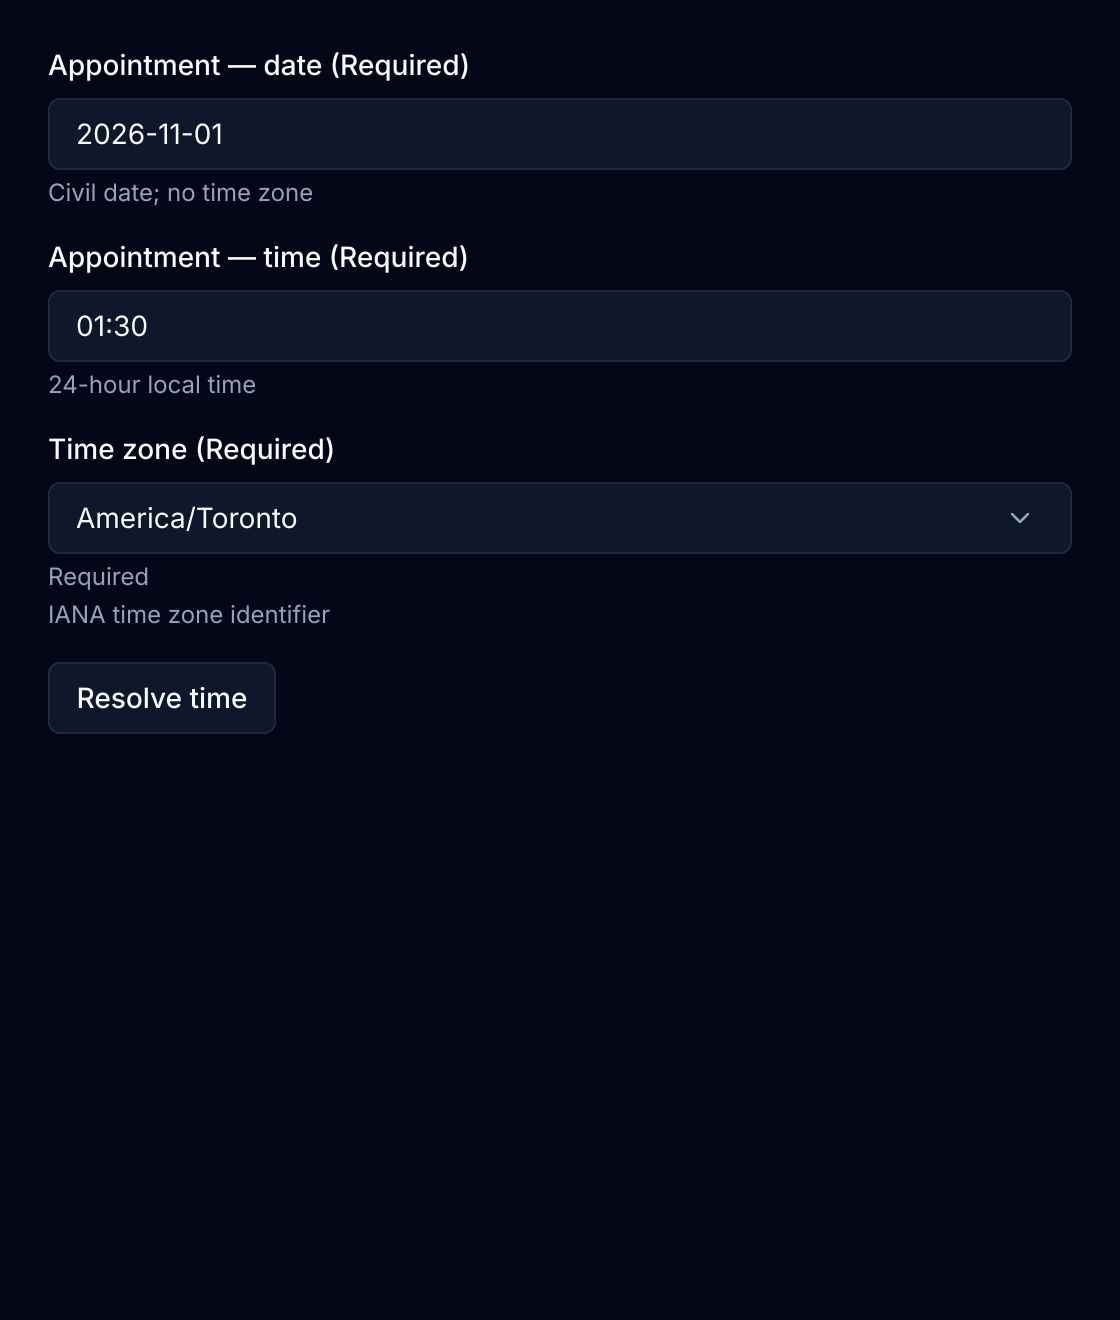 Appointment — date (Required)
2026-11-01
Civil date; no time zone
Appointment — time (Required)
01:30
24-hour local time
Time zone (Required)
America/Toronto
Required
IANA time zone identifier
Resolve time